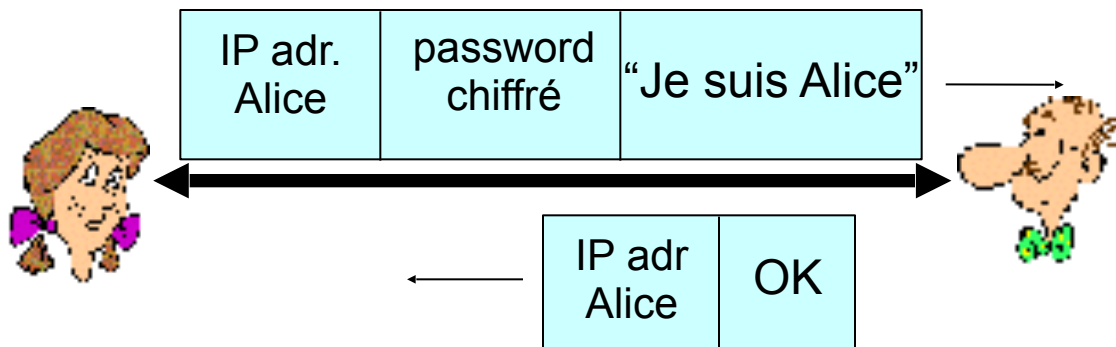 IP adr.
Alice
password
chiffré
“Je suis Alice”
IP adr
Alice
OK